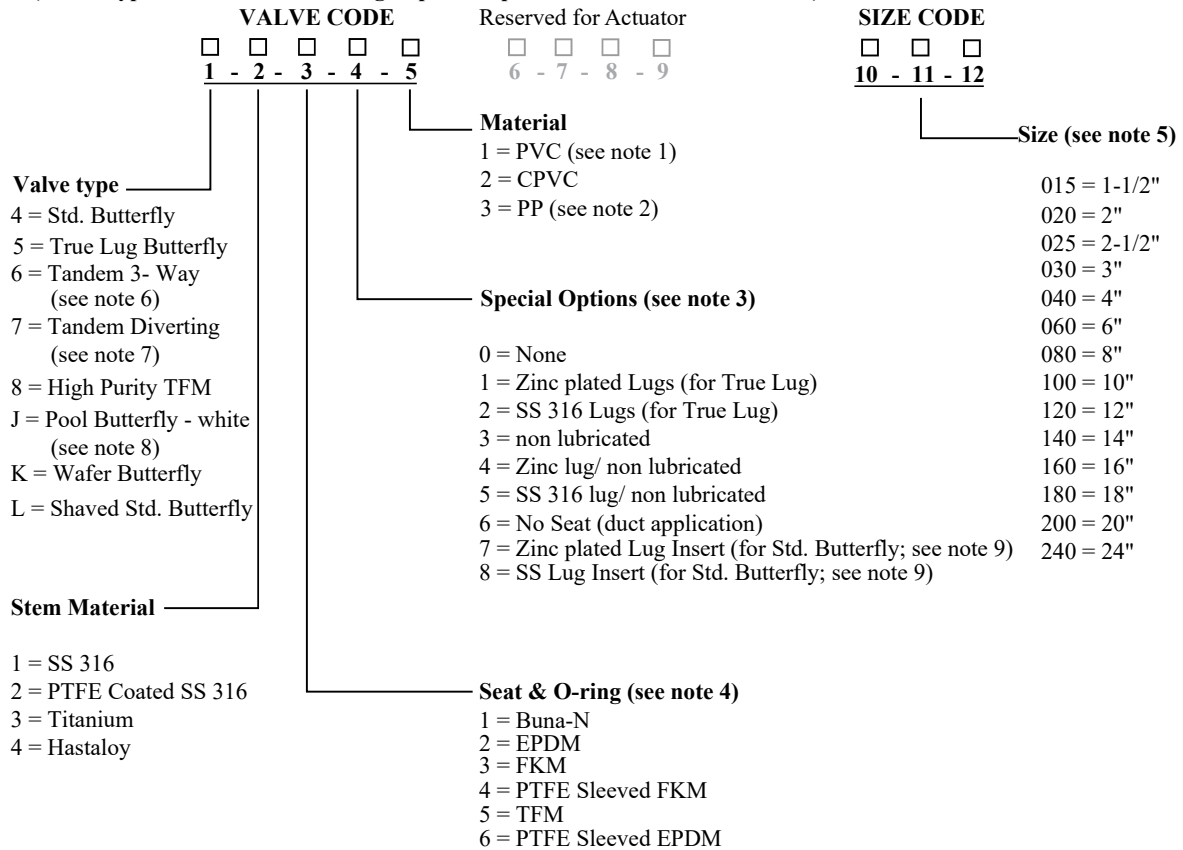 VALVE CODE
Reserved for Actuator
SIZE CODE
1 - 2 - 3 - 4 - 5
6 - 7 - 8 - 9
10 - 11 - 12
Material
1 = PVC (see note 1)
2 = CPVC
3 = PP (see note 2)
Size (see note 5)
015 = 1-1/2"
020 = 2"
025 = 2-1/2"
030 = 3"
040 = 4"
060 = 6"
080 = 8"
100 = 10"
120 = 12"
140 = 14"
160 = 16"
180 = 18"
200 = 20"
240 = 24"
Valve type
4 = Std. Butterfly
5 = True Lug Butterfly
6 = Tandem 3- Way
(see note 6)
7 = Tandem Diverting
(see note 7)
8 = High Purity TFM
J = Pool Butterfly - white
(see note 8)
K = Wafer Butterfly
L = Shaved Std. Butterfly
Special Options (see note 3)
0 = None
1 = Zinc plated Lugs (for True Lug)
2 = SS 316 Lugs (for True Lug)
3 = non lubricated
4 = Zinc lug/ non lubricated
5 = SS 316 lug/ non lubricated
6 = No Seat (duct application)
7 = Zinc plated Lug Insert (for Std. Butterfly; see note 9)
8 = SS Lug Insert (for Std. Butterfly; see note 9)
Stem Material
1 = SS 316
2 = PTFE Coated SS 316
3 = Titanium
4 = Hastaloy
Seat & O-ring (see note 4)
1 = Buna-N
2 = EPDM
3 = FKM
4 = PTFE Sleeved FKM
5 = TFM
6 = PTFE Sleeved EPDM